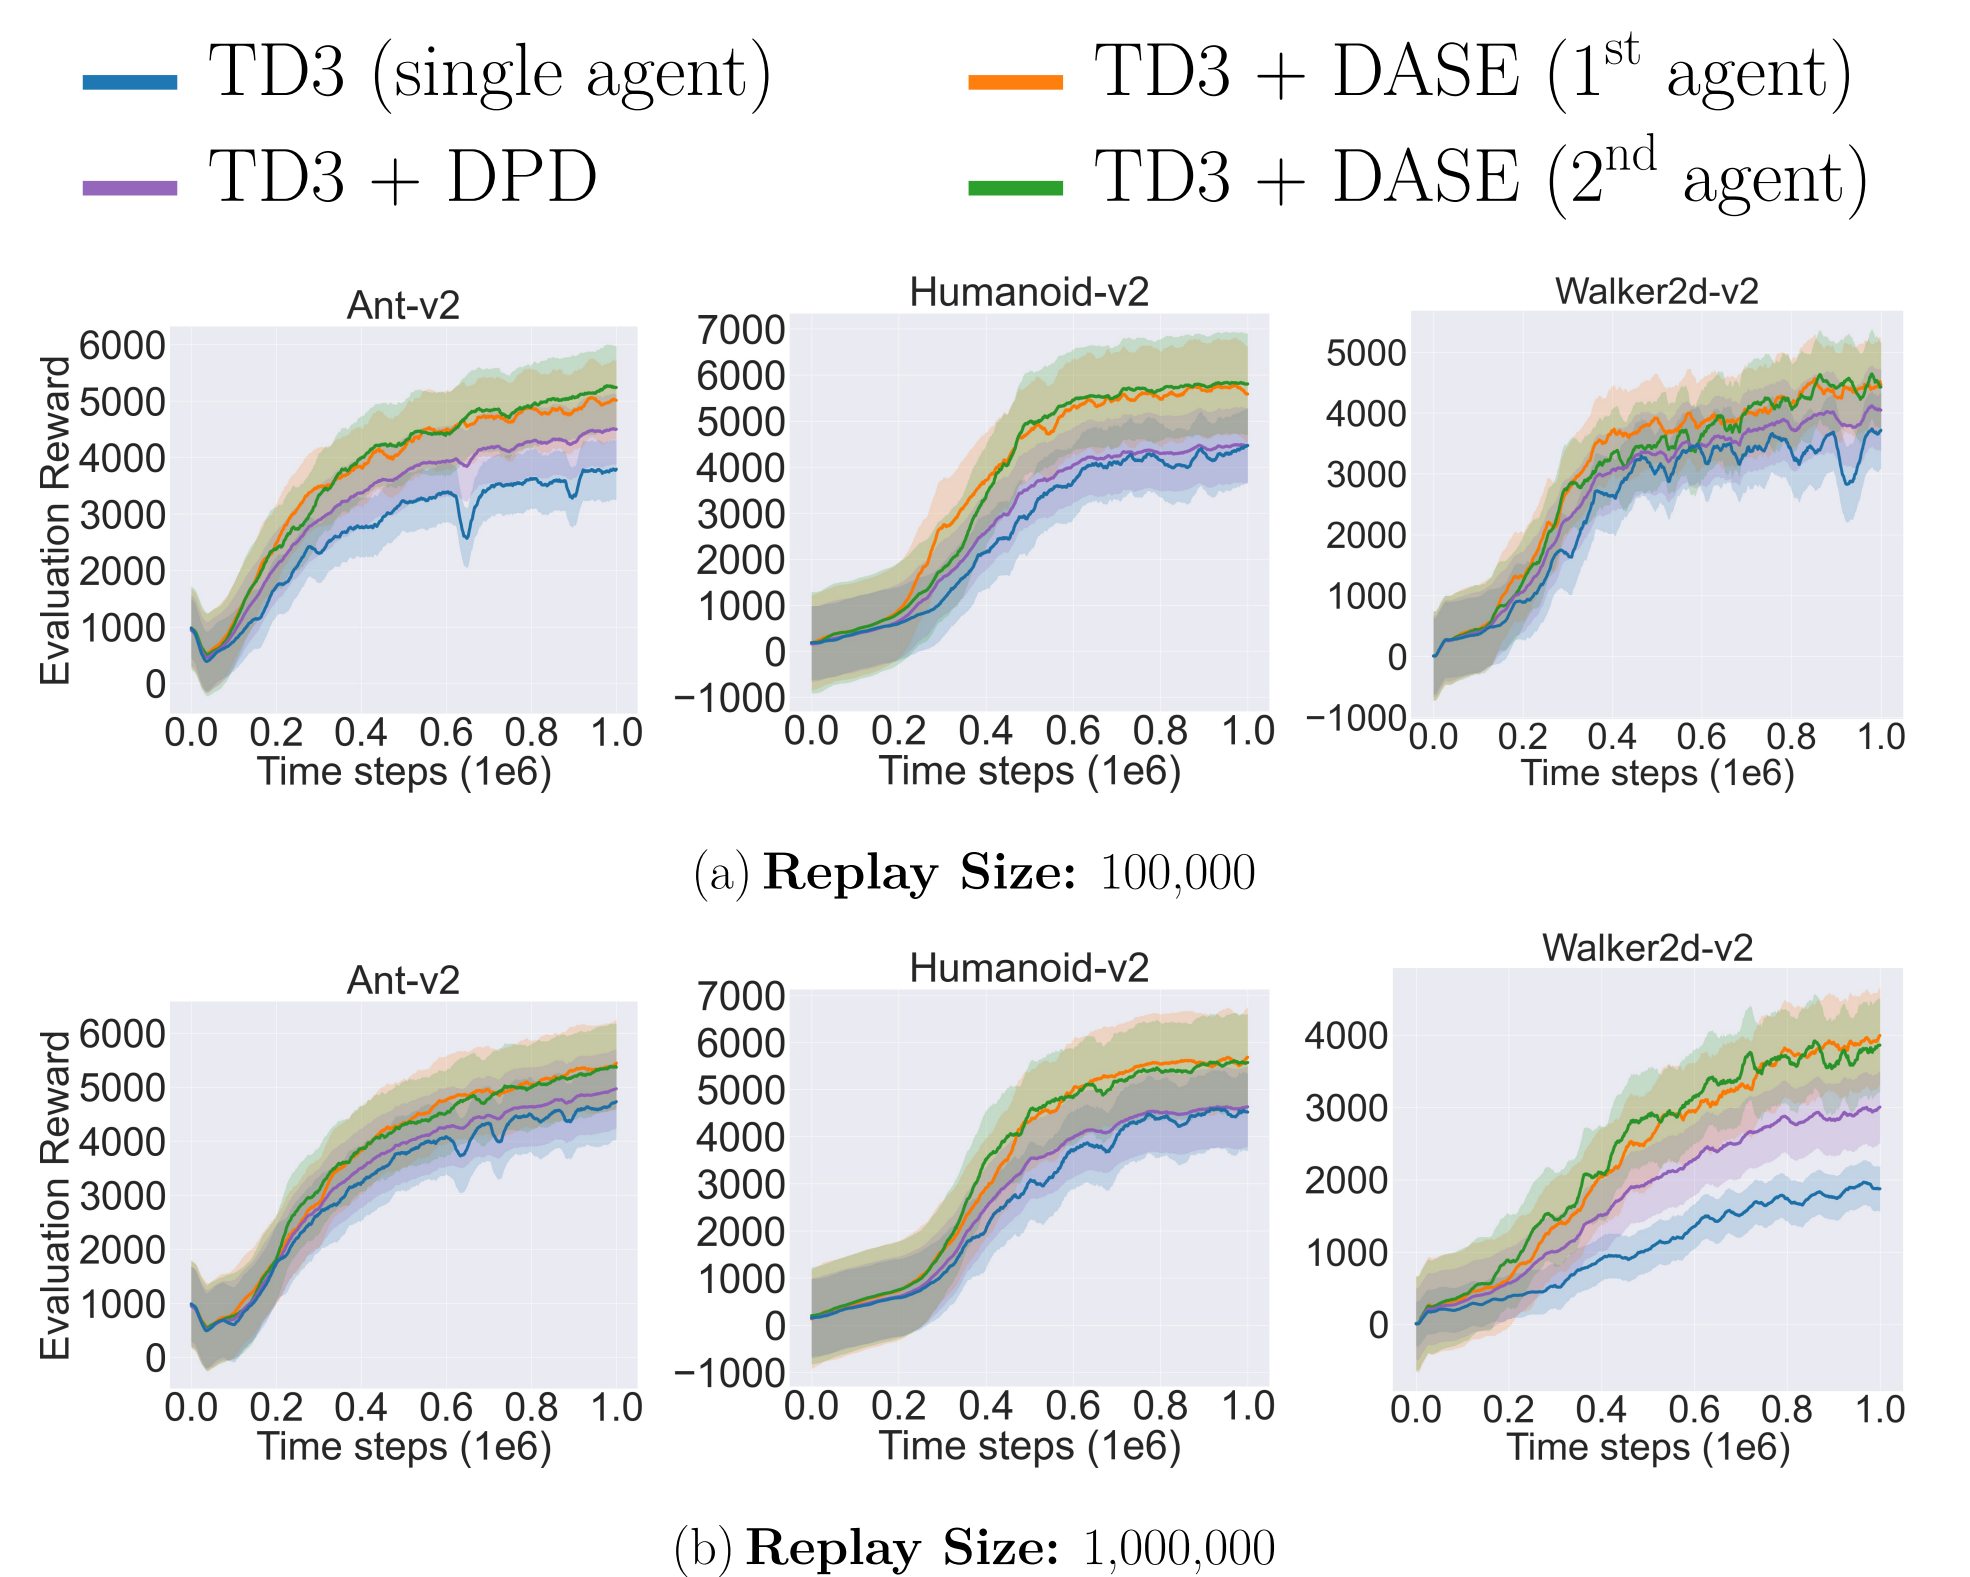 TD3 (single agent)
TD3 + DPD
TD3 + DASE (1st agent)
TD3 + DASE (2nd agent)
Ant-v2
Evaluation Reward
6000
5000
4000
3000
2000
1000
0
0.0 0.2 0.4 0.6 0.8 1.0
Time steps (1e6)
Humanoid-v2
7000
6000
5000
4000
3000
2000
1000
0
−1000
0.0 0.2 0.4 0.6 0.8 1.0
Time steps (1e6)
Walker2d-v2
5000
4000
3000
2000
1000
0
−1000
0.0 0.2 0.4 0.6 0.8 1.0
Time steps (1e6)
(a) Replay Size: 100,000
Ant-v2
Evaluation Reward
6000
5000
4000
3000
2000
1000
0
0.0 0.2 0.4 0.6 0.8 1.0
Time steps (1e6)
Humanoid-v2
7000
6000
5000
4000
3000
2000
1000
0
−1000
0.0 0.2 0.4 0.6 0.8 1.0
Time steps (1e6)
Walker2d-v2
4000
3000
2000
1000
0
0.0 0.2 0.4 0.6 0.8 1.0
Time steps (1e6)
(b) Replay Size: 1,000,000